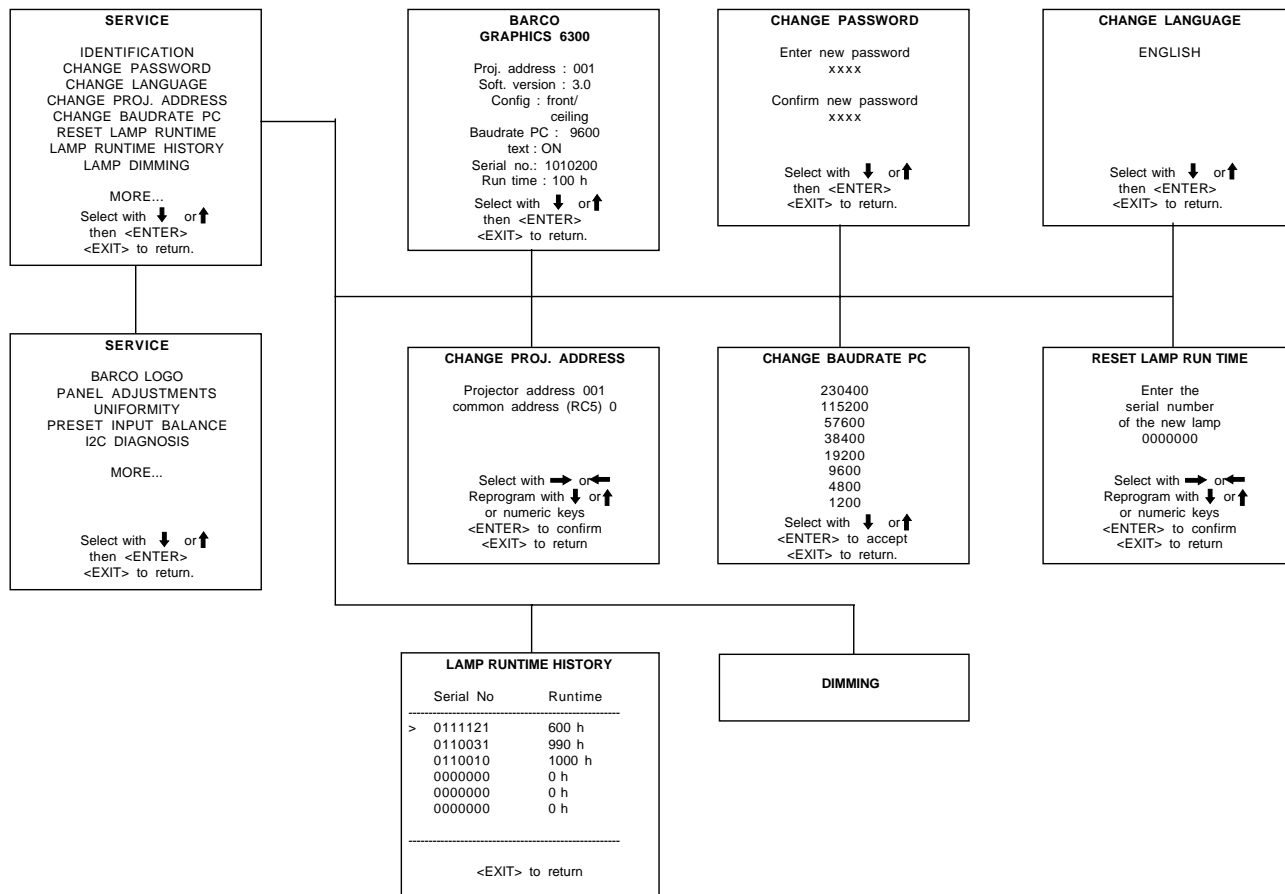 SERVICE
IDENTIFICATION
CHANGE PASSWORD
CHANGE LANGUAGE
CHANGE PROJ. ADDRESS
CHANGE BAUDRATE PC
RESET LAMP RUNTIME
LAMP RUNTIME HISTORY
LAMP DIMMING
MORE...
Select with ⬇ or ⬆
then <ENTER>
<EXIT> to return.
BARCO
GRAPHICS 6300
Proj. address : 001
Soft. version : 3.0
Config : front/
ceiling
Baudrate PC : 9600
text : ON
Serial no.: 1010200
Run time : 100 h
Select with ⬇ or ⬆
then <ENTER>
<EXIT> to return.
CHANGE PASSWORD
Enter new password
xxxx
Confirm new password
xxxx
Select with ⬇ or ⬆
then <ENTER>
<EXIT> to return.
CHANGE LANGUAGE
ENGLISH
Select with ⬇ or ⬆
then <ENTER>
<EXIT> to return.
SERVICE
BARCO LOGO
PANEL ADJUSTMENTS
UNIFORMITY
PRESET INPUT BALANCE
I2C DIAGNOSIS
MORE...
Select with ⬇ or ⬆
then <ENTER>
<EXIT> to return.
CHANGE PROJ. ADDRESS
Projector address 001
common address (RC5) 0
Select with ➡ or ⬅
Reprogram with ⬇ or ⬆
or numeric keys
<ENTER> to confirm
<EXIT> to return
CHANGE BAUDRATE PC
230400
115200
57600
38400
19200
9600
4800
1200
Select with ⬇ or ⬆
<ENTER> to accept
<EXIT> to return.
RESET LAMP RUN TIME
Enter the
serial number
of the new lamp
0000000
Select with ➡ or ⬅
Reprogram with ⬇ or ⬆
or numeric keys
<ENTER> to confirm
<EXIT> to return
LAMP RUNTIME HISTORY
Serial No Runtime
> 0111121 600 h
0110031 990 h
0110010 1000 h
0000000 0 h
0000000 0 h
0000000 0 h
<EXIT> to return
DIMMING